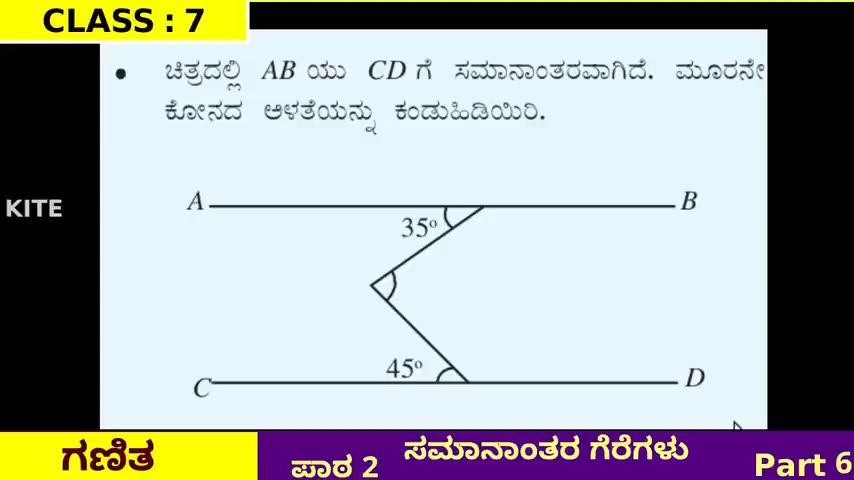 CLASS : 7
• ಚಿತ್ರದಲ್ಲಿ AB ಯು CD ಗೆ ಸಮಾನಾಂತರವಾಗಿದೆ. ಮೂರನೇ
ಕೋನದ ಅಳತೆಯನ್ನು ಕಂಡುಹಿಡಿಯಿರಿ.
KITE
A B
35°
45°
C D
ಗಣಿತ ಪಾಠ 2 ಸಮಾನಾಂತರ ಗೆರೆಗಳು Part 6